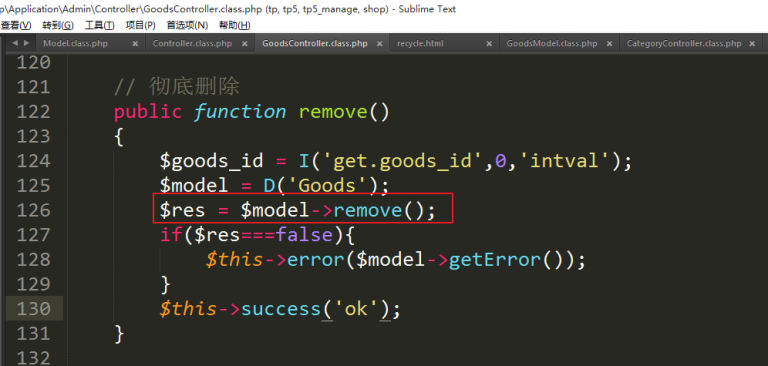 p\Application\Admin\Controller\GoodsController.class.php (tp, tp5, tp5_manage, shop) - Sublime Text
查看(V) 转到(G) 工具(T) 项目(P) 首选项(N) 帮助(H)
Model.class.php × Controller.class.php × GoodsController.class.php × recycle.html × GoodsModel.class.php × CategoryController.class.php ×
120
121 // 彻底删除
122 public function remove()
123 {
124 $goods_id = I('get.goods_id',0,'intval');
125 $model = D('Goods');
126 $res = $model->remove();
127 if($res===false){
128 $this->error($model->getError());
129 }
130 $this->success('ok');
131 }
132